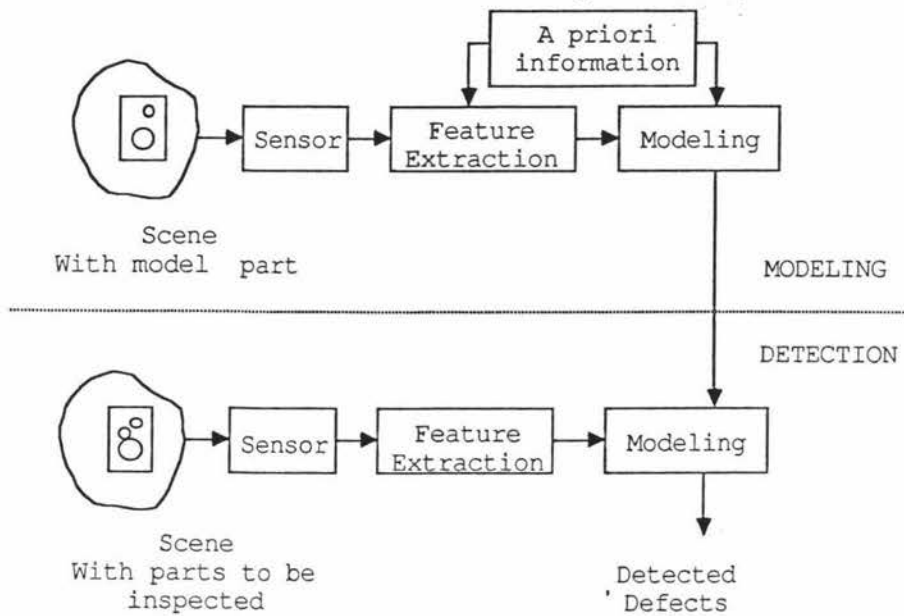 A priori
information
Sensor
Feature
Extraction
Modeling
Scene
With model part
MODELING
DETECTION
Sensor
Feature
Extraction
Modeling
Scene
With parts to be
inspected
Detected
Defects